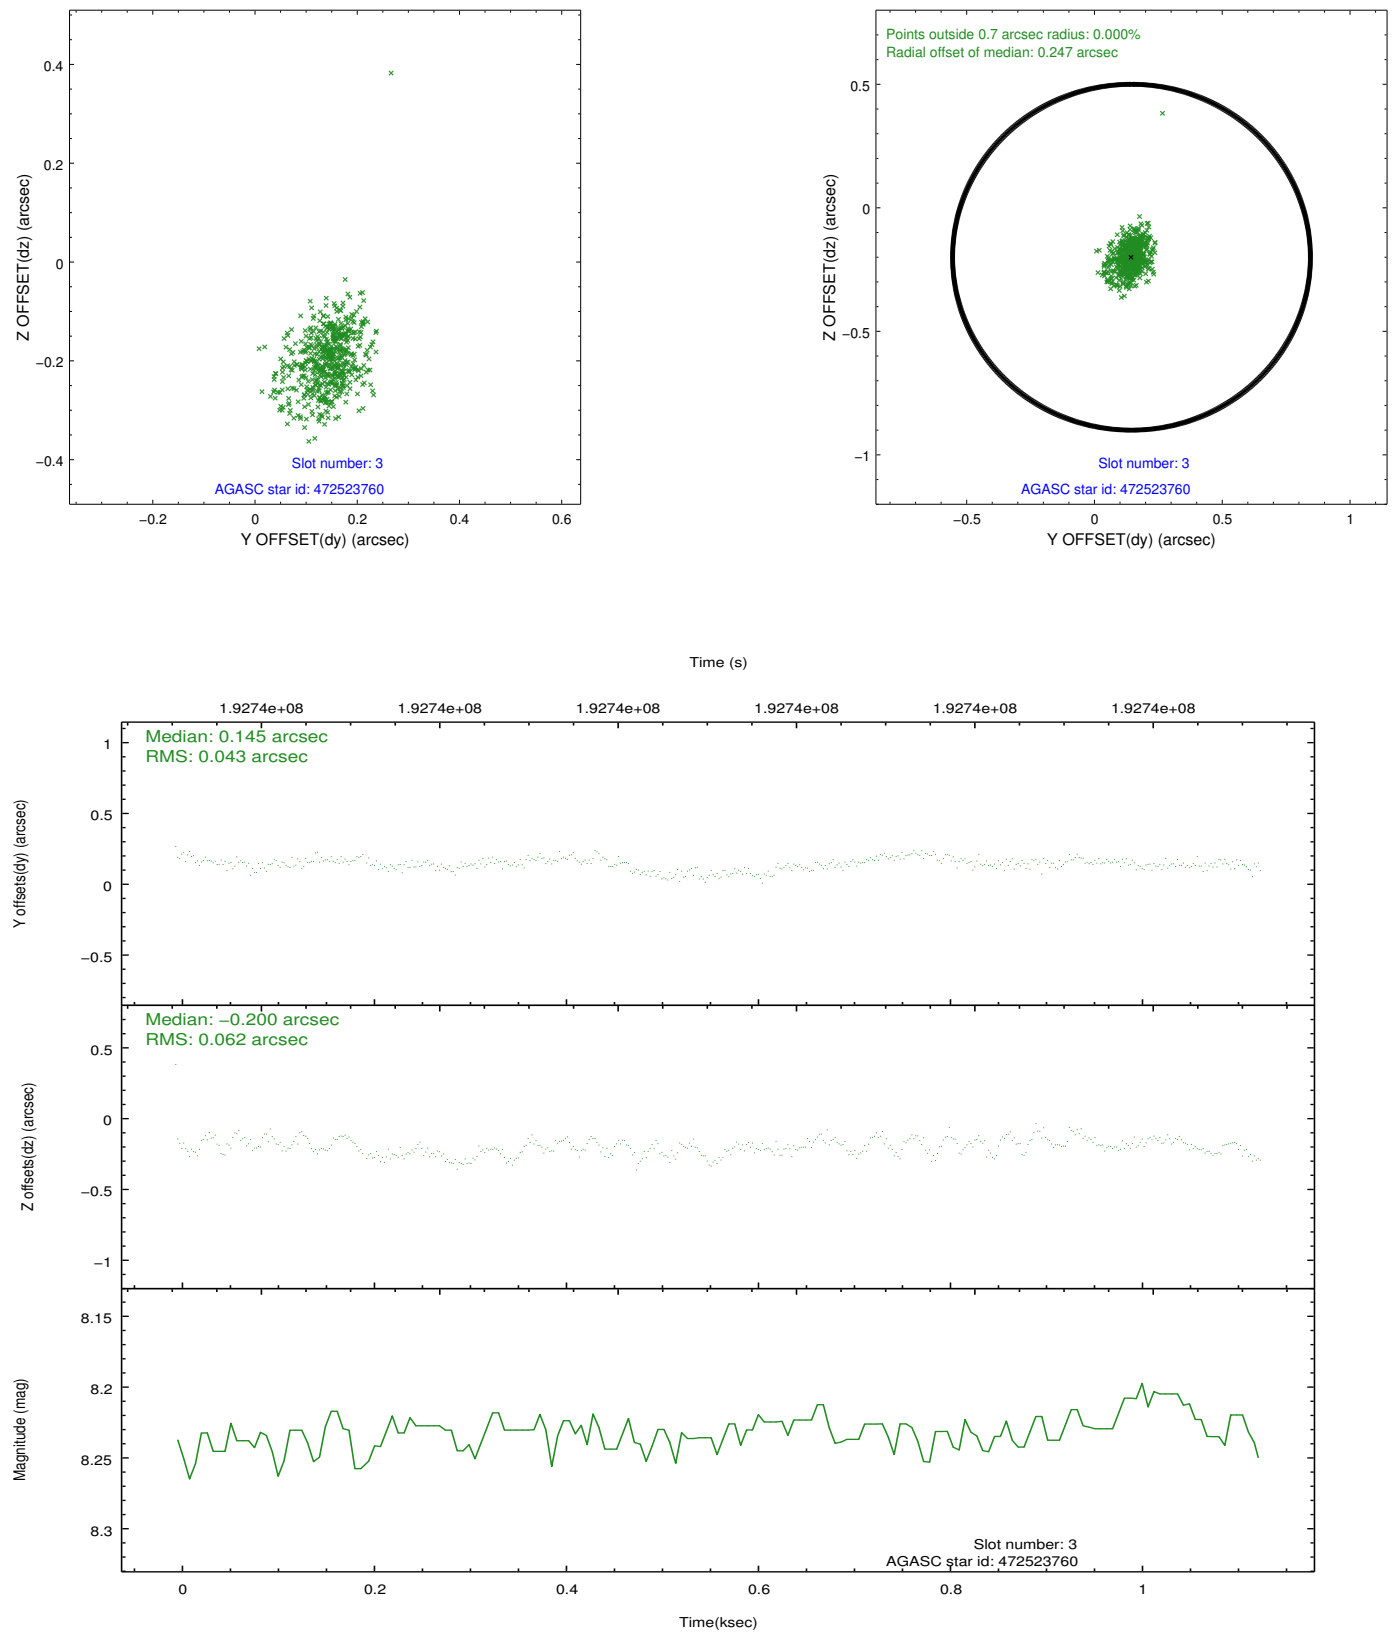 0.4
0.2
0
−0.2
−0.4
Z OFFSET(dz) (arcsec)
Slot number: 3
AGASC star id: 472523760
−0.2 0 0.2 0.4 0.6
Y OFFSET(dy) (arcsec)
Points outside 0.7 arcsec radius: 0.000%
Radial offset of median: 0.247 arcsec
0.5
0
−0.5
−1
Z OFFSET(dz) (arcsec)
Slot number: 3
AGASC star id: 472523760
−0.5 0 0.5 1
Y OFFSET(dy) (arcsec)
Time (s)
1.9274e+08 1.9274e+08 1.9274e+08 1.9274e+08 1.9274e+08 1.9274e+08
Median: 0.145 arcsec
RMS: 0.043 arcsec
1
0.5
0
−0.5
Y offsets(dy) (arcsec)
Median: −0.200 arcsec
RMS: 0.062 arcsec
0.5
0
−0.5
−1
Z offsets(dz) (arcsec)
8.15
8.2
8.25
8.3
Magnitude (mag)
Slot number: 3
AGASC star id: 472523760
0 0.2 0.4 0.6 0.8 1
Time(ksec)